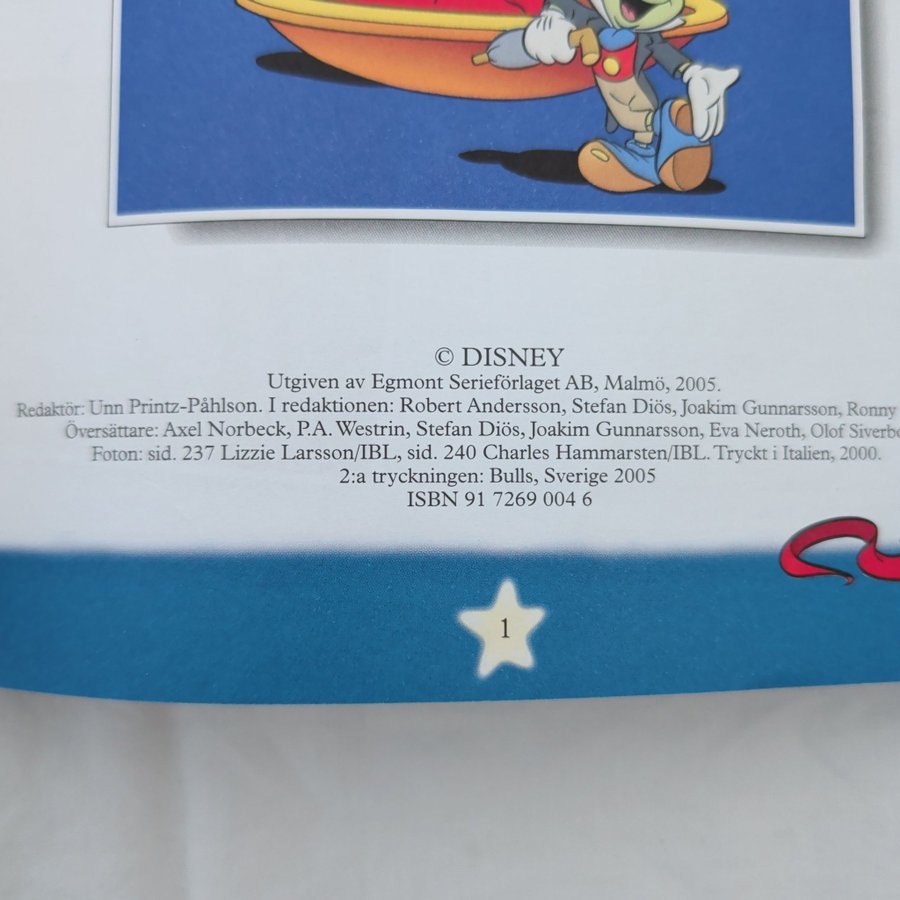 © DISNEY
Utgiven av Egmont Serieförlaget AB, Malmö, 2005.
Redaktör: Unn Printz-Påhlson. I redaktionen: Robert Andersson, Stefan Diös, Joakim Gunnarsson, Ronny
Översättare: Axel Norbeck, P.A. Westrin, Stefan Diös, Joakim Gunnarsson, Eva Neroth, Olof
Foton: sid. 237 Lizzie Larsson/IBL, sid. 240 Charles Hammarsten/IBL. Tryckt i Italien, 2000.
2:a tryckningen: Bulls, Sverige 2005
ISBN 91 7269 004 6
1